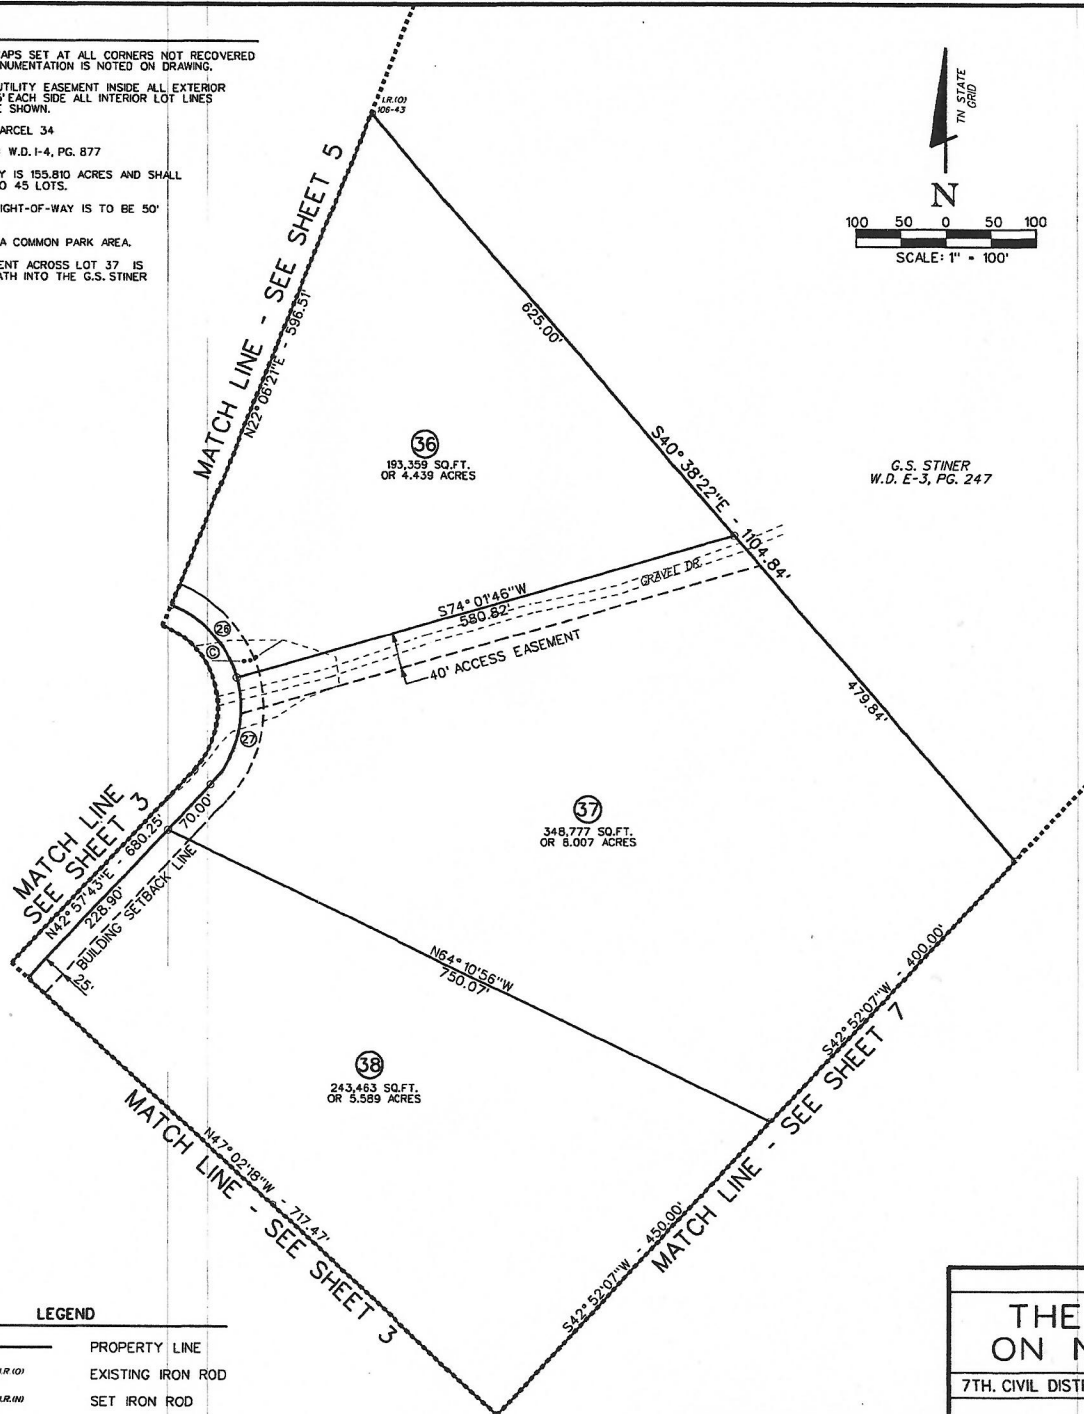 APS SET AT ALL CORNERS NOT RECOVERED
NUMENTATION IS NOTED ON DRAWING.
UTILITY EASEMENT INSIDE ALL EXTERIOR
5' EACH SIDE ALL INTERIOR LOT LINES
E SHOWN.
ARCEL 34
W.D. I-4, PG. 877
Y IS 155.810 ACRES AND SHALL
O 45 LOTS.
IGHT-OF-WAY IS TO BE 50'
A COMMON PARK AREA.
ENT ACROSS LOT 37 IS
ATH INTO THE G.S. STINER
I.R.(O)
106-43
TN STATE
GRID
N
100 50 0 50 100
SCALE: 1" = 100'
MATCH LINE - SEE SHEET 5
N22° 06'21"E - 596.51'
625.00'
S40° 38'22"E - 1104.84'
36
193,359 SQ.FT.
OR 4.439 ACRES
G.S. STINER
W.D. E-3, PG. 247
GRAVEL DR.
S74° 01'46"W
580.82'
40' ACCESS EASEMENT
26
C
27
479.84'
37
348,777 SQ.FT.
OR 8.007 ACRES
MATCH LINE
SEE SHEET 3
N42° 57'43"E - 680.25'
70.00'
228.90'
BUILDING SETBACK LINE
25'
N64° 10'56"W
750.07'
S42° 52'07"W - 400.00'
MATCH LINE - SEE SHEET 7
S42° 52'07"W - 450.00'
38
243,463 SQ.FT.
OR 5.589 ACRES
N47° 02'18"W - 717.47'
MATCH LINE - SEE SHEET 3
LEGEND
PROPERTY LINE
I.R.(O) EXISTING IRON ROD
I.R.(N) SET IRON ROD
THE
ON N
7TH. CIVIL DISTR